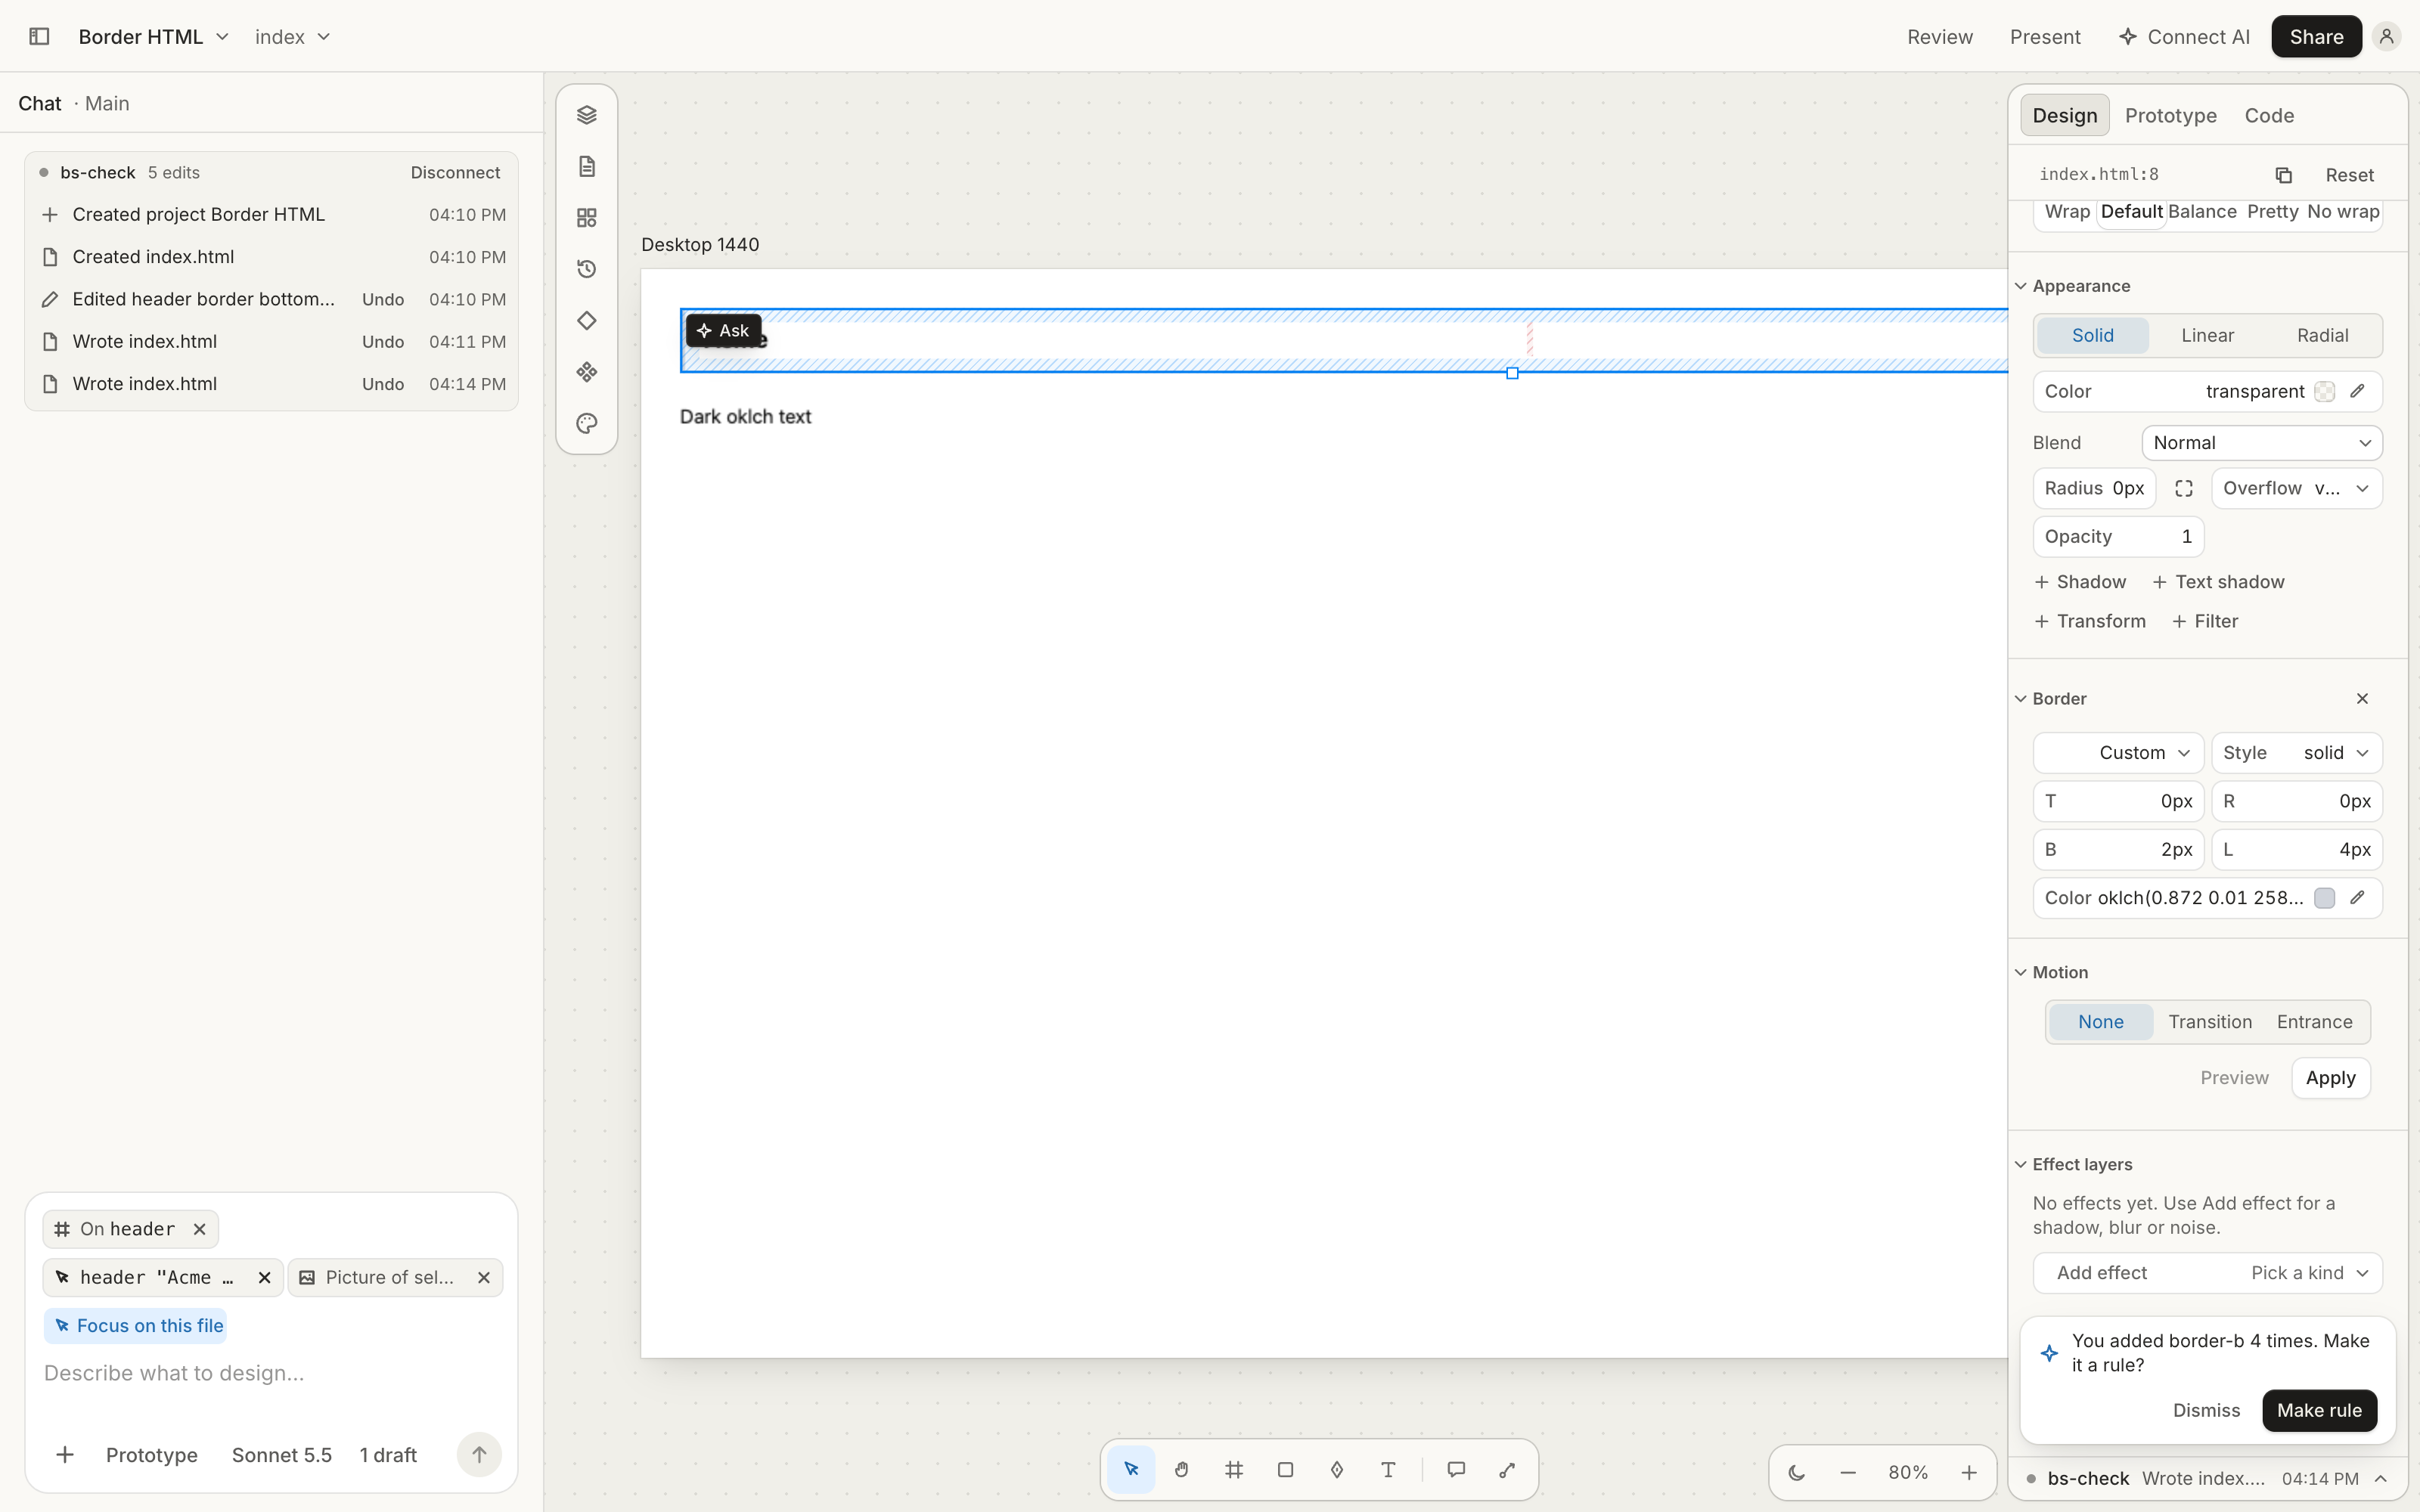 Border HTML
index
Review
Present
Connect AI
Share
Chat · Main
bs-check 5 edits Disconnect
Created project Border HTML 04:10 PM
Created index.html 04:10 PM
Edited header border bottom... Undo 04:10 PM
Wrote index.html Undo 04:11 PM
Wrote index.html Undo 04:14 PM
On header
header "Acme …
Picture of sel...
Focus on this file
Describe what to design...
Prototype Sonnet 5.5 1 draft
Desktop 1440
Ask
Dark oklch text
80%
Design Prototype Code
index.html:8 Reset
Wrap Default Balance Pretty No wrap
Appearance
Solid Linear Radial
Color transparent
Blend Normal
Radius 0px Overflow v...
Opacity 1
Shadow Text shadow
Transform Filter
Border
Custom Style solid
T 0px R 0px
B 2px L 4px
Color oklch(0.872 0.01 258...
Motion
None Transition Entrance
Preview Apply
Effect layers
No effects yet. Use Add effect for a
shadow, blur or noise.
Add effect Pick a kind
You added border-b 4 times. Make
it a rule?
Dismiss Make rule
bs-check Wrote index.... 04:14 PM